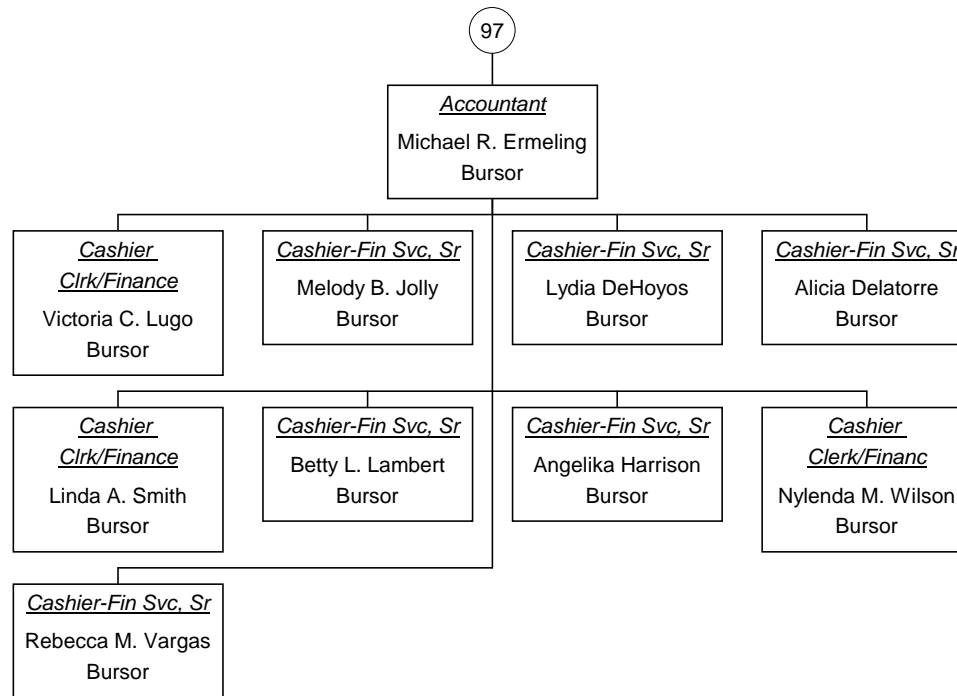 97
Accountant
Michael R. Ermeling
Bursor
Cashier
Clrk/Finance
Victoria C. Lugo
Bursor
Cashier-Fin Svc, Sr
Melody B. Jolly
Bursor
Cashier-Fin Svc, Sr
Lydia DeHoyos
Bursor
Cashier-Fin Svc, Sr
Alicia Delatorre
Bursor
Cashier
Clrk/Finance
Linda A. Smith
Bursor
Cashier-Fin Svc, Sr
Betty L. Lambert
Bursor
Cashier-Fin Svc, Sr
Angelika Harrison
Bursor
Cashier
Clerk/Financ
Nylenda M. Wilson
Bursor
Cashier-Fin Svc, Sr
Rebecca M. Vargas
Bursor